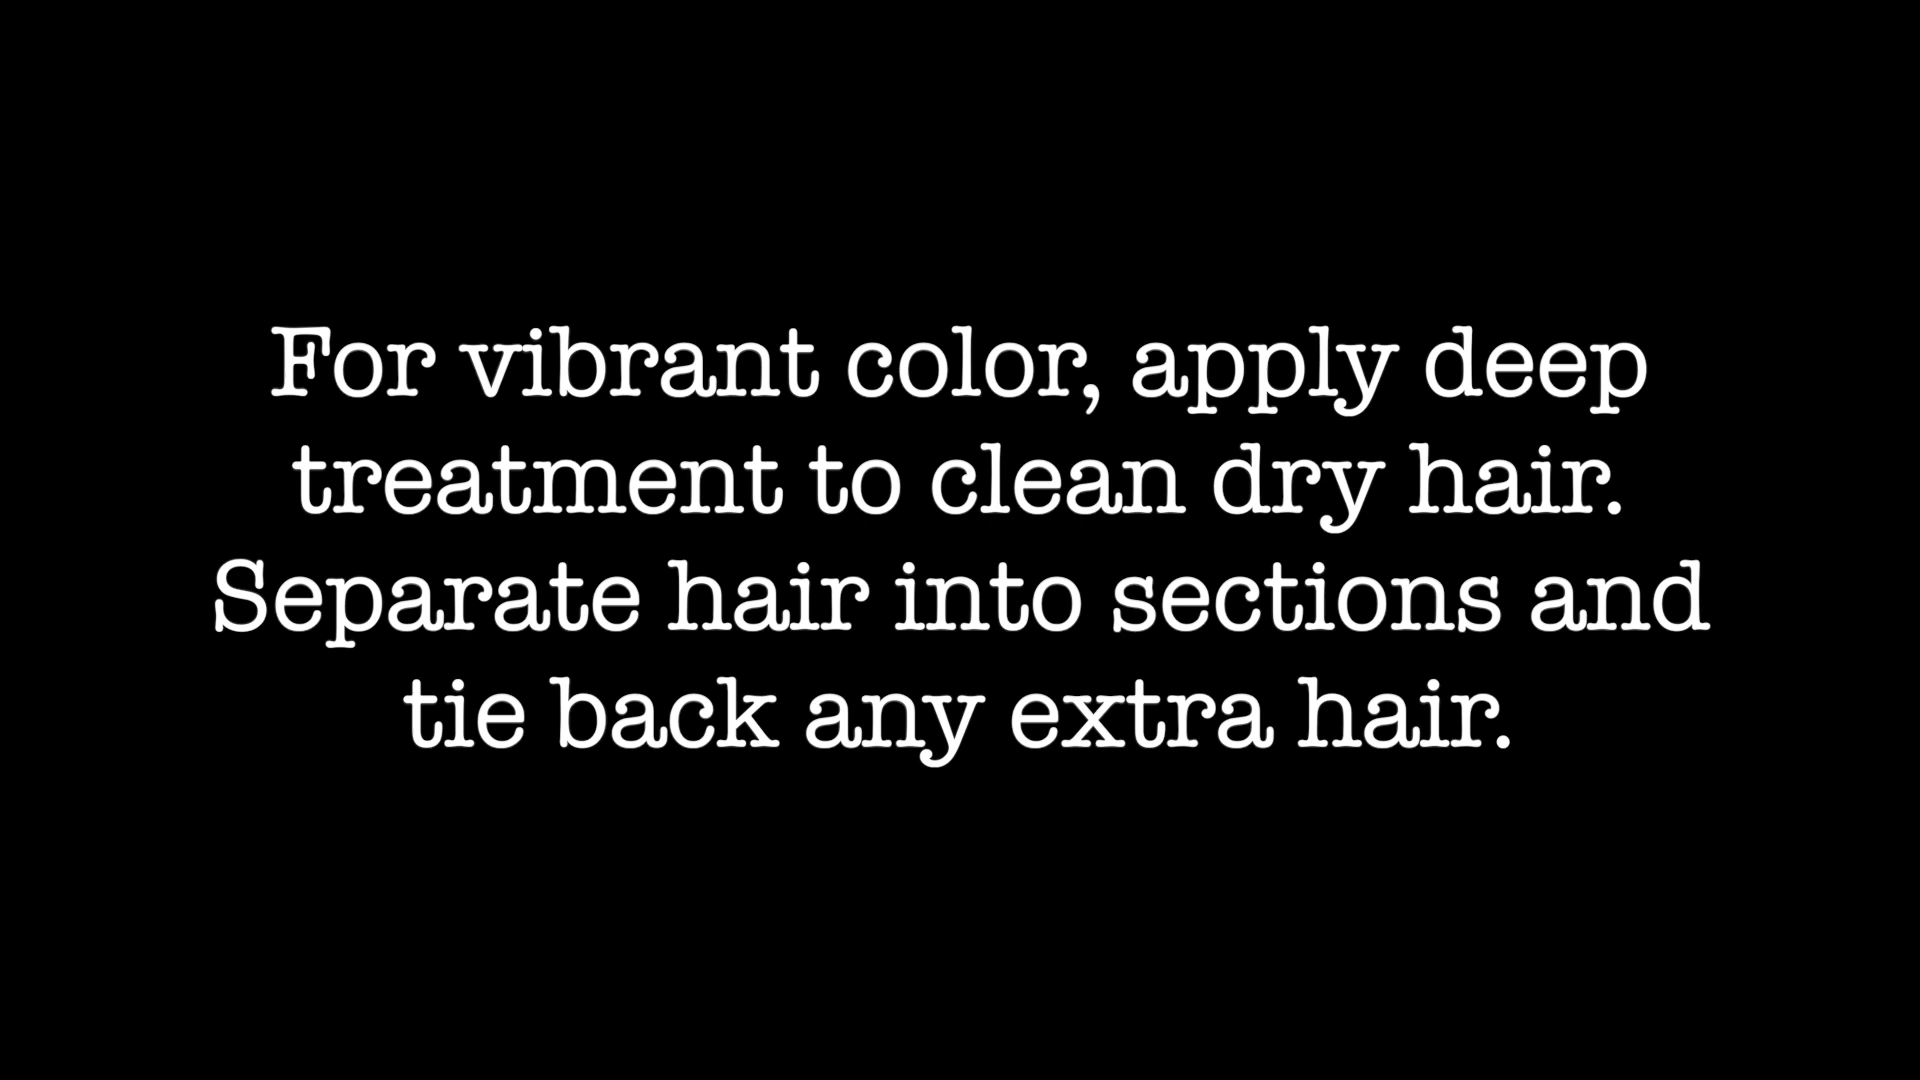 For vibrant color, apply deep
treatment to clean dry hair.
Separate hair into sections and
tie back any extra hair.